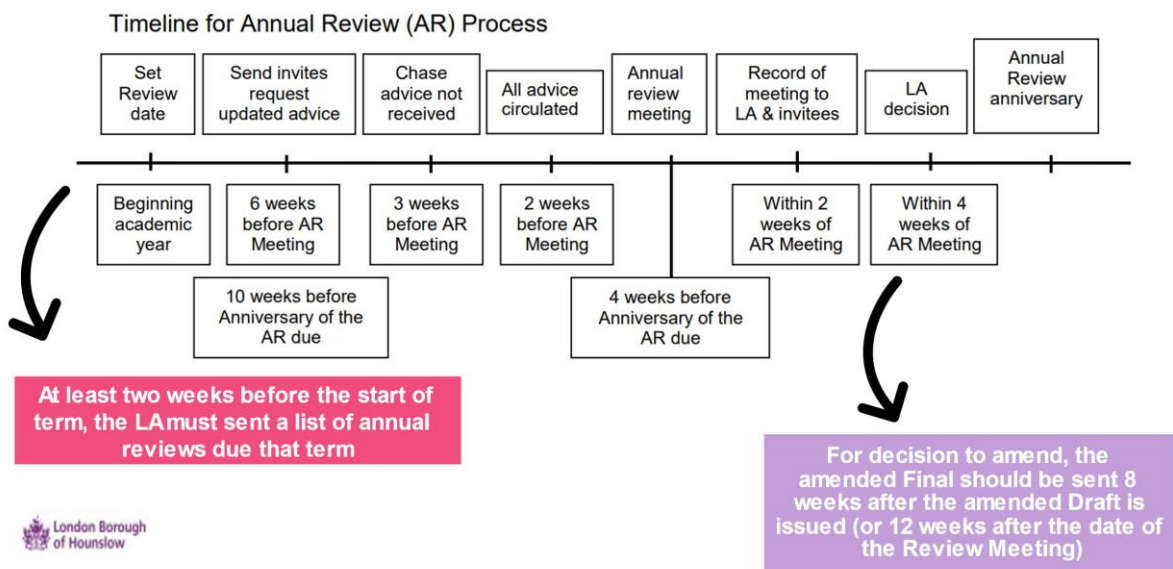 Timeline for Annual Review (AR) Process
Set
Review
date
Send invites
request
updated advice
Chase
advice not
received
All advice
circulated
Annual
review
meeting
Record of
meeting to
LA & invitees
LA
decision
Annual
Review
anniversary
Beginning
academic
year
6 weeks
before AR
Meeting
3 weeks
before AR
Meeting
2 weeks
before AR
Meeting
Within 2
weeks of
AR Meeting
Within 4
weeks of
AR Meeting
10 weeks before
Anniversary of the
AR due
4 weeks before
Anniversary of the
AR due
At least two weeks before the start of
term, the LA must sent a list of annual
reviews due that term
For decision to amend, the
amended Final should be sent 8
weeks after the amended Draft is
issued (or 12 weeks after the date of
the Review Meeting)
London Borough
of Hounslow